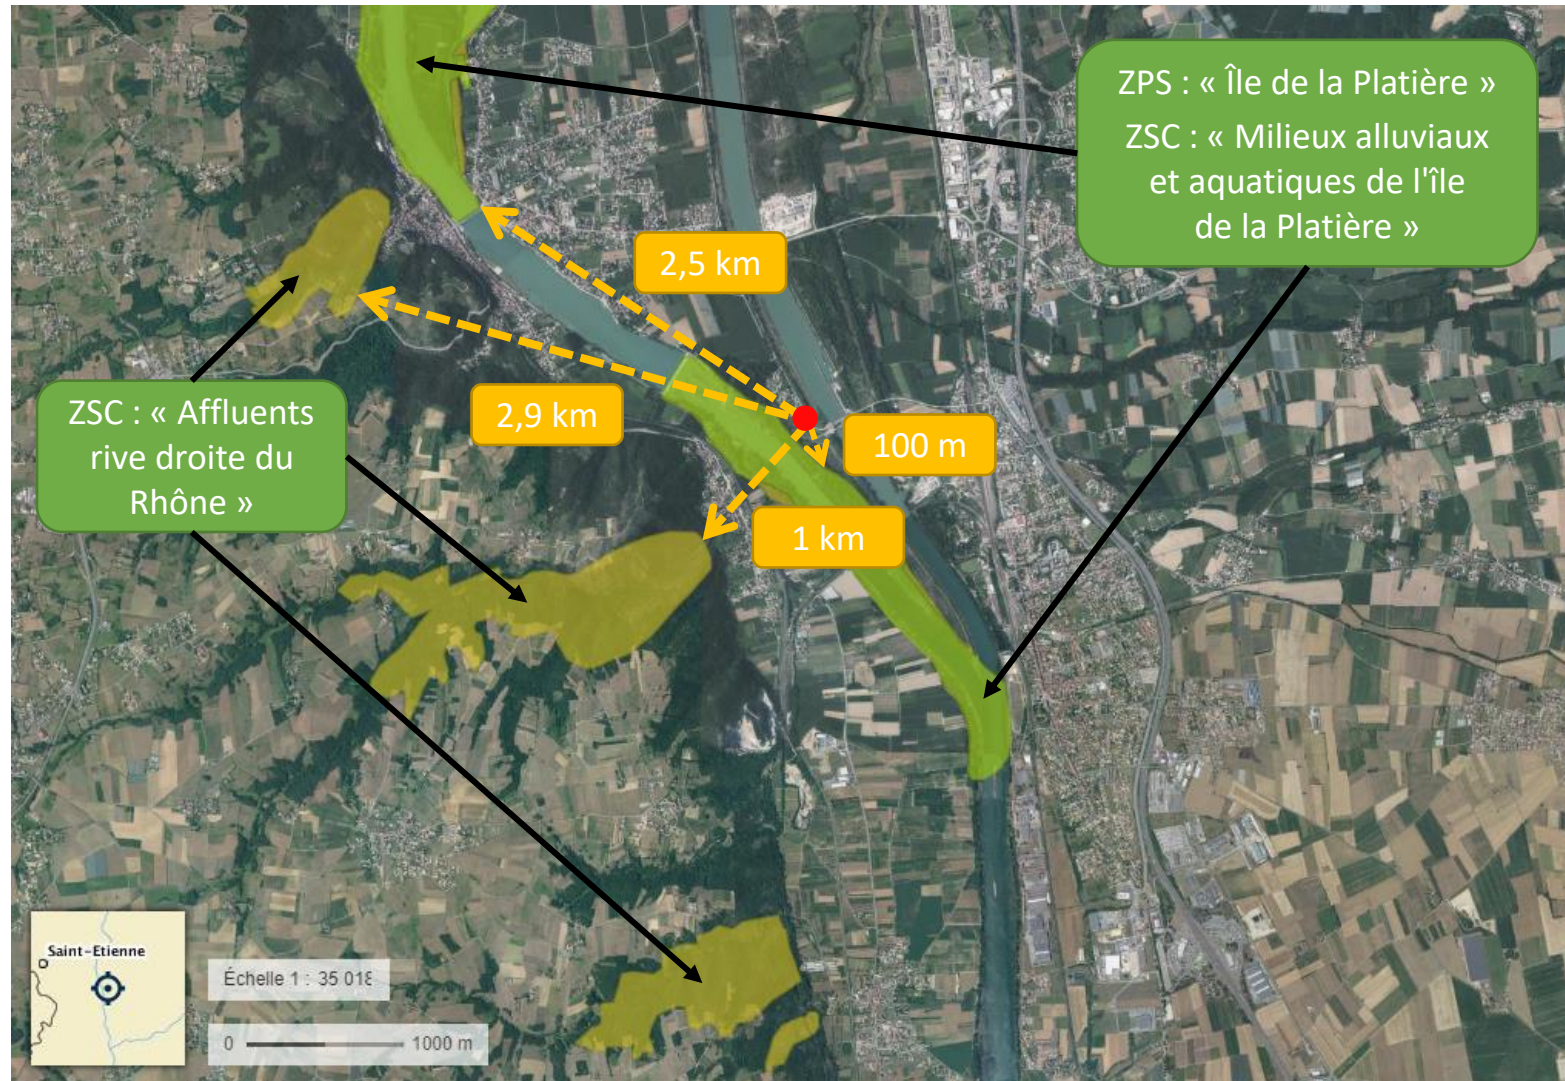 ZPS : « Île de la Platière »
ZSC : « Milieux alluviaux
et aquatiques de l'île
de la Platière »
2,5 km
ZSC : « Affluents
rive droite du
Rhône »
2,9 km
100 m
1 km
Saint-Etienne
Échelle 1 : 35 018
0
1000 m